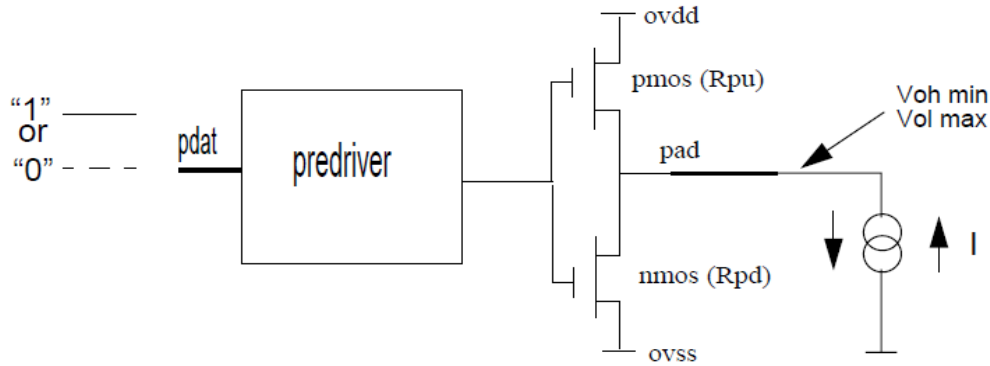 “1”
or
“0”
pdat
predriver
ovdd
pmos (Rpu)
pad
nmos (Rpd)
ovss
Voh min
Vol max
I